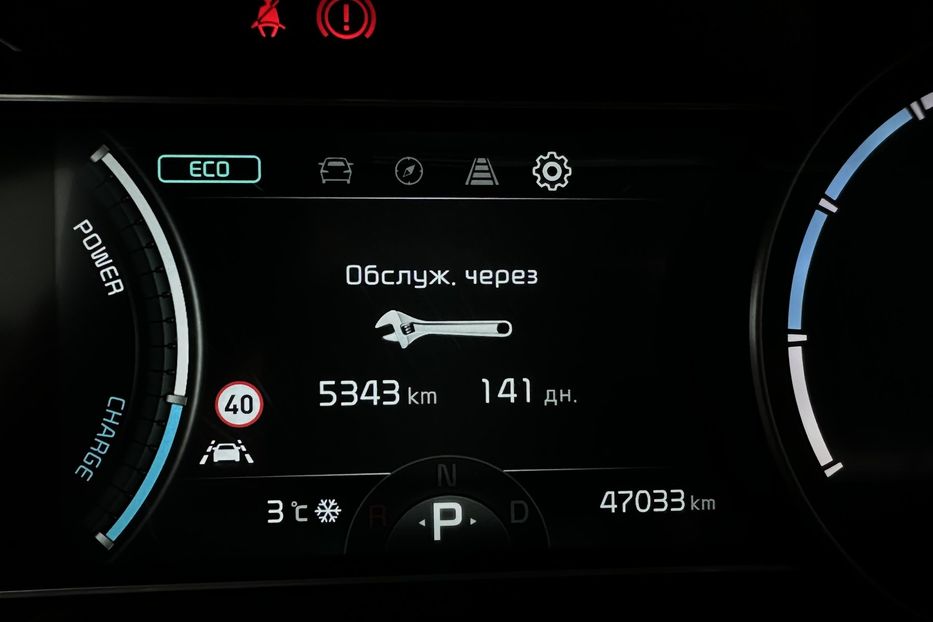 ECO
POWER
Обслуж. через
5343 km 141 дн.
40
CHARGE
N
3 °C
R P D
47033 km